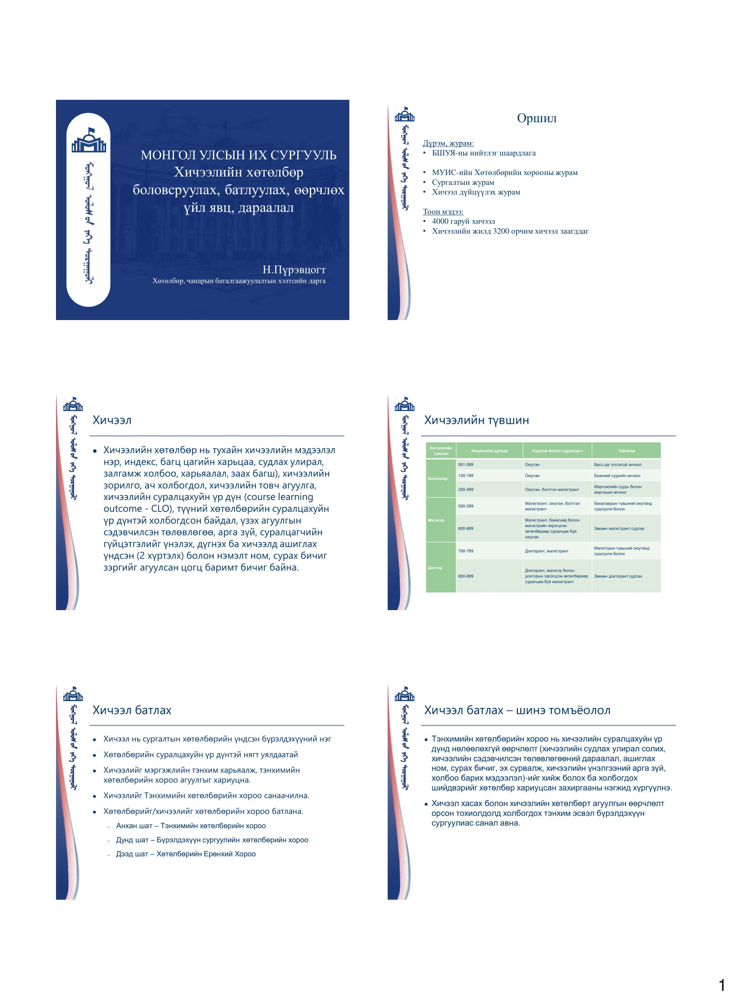 МОНГОЛ УЛСЫН ИХ СУРГУУЛЬ
Хичээлийн хөтөлбөр
боловсруулах, батлуулах, өөрчлөх
үйл явц, дараалал
Н.Пүрэвцогт
Хөтөлбөр, чанарын баталгаажуулалтын хэлтсийн дарга
Оршил
Дүрэм, журам:
• БШУЯ-ны нийтлэг шаардлага
• МУИС-ийн Хөтөлбөрийн хорооны журам
• Сургалтын журам
• Хичээл дүйцүүлэх журам
Тоон мэдээ:
• 4000 гаруй хичээл
• Хичээлийн жилд 3200 орчим хичээл заагддаг
Хичээл
• Хичээлийн хөтөлбөр нь тухайн хичээлийн мэдээлэл
нэр, индекс, багц цагийн харьцаа, судлах улирал,
залгамж холбоо, харьяалал, заах багш), хичээлийн
зорилго, ач холбогдол, хичээлийн товч агуулга,
хичээлийн суралцахуйн үр дүн (course learning
outcome - CLO), түүний хөтөлбөрийн суралцахуйн
үр дүнтэй холбогдсон байдал, үзэх агуулгын
сэдэвчилсэн төлөвлөгөө, арга зүй, суралцагчийн
гүйцэтгэлийг үнэлэх, дүгнэх ба хичээлд ашиглах
үндсэн (2 хүртэлх) болон нэмэлт ном, сурах бичиг
зэргийг агуулсан цогц баримт бичиг байна.
Хичээлийн түвшин
Хичээлийн түвшин Индексийн дугаар Судалж болох суралцагч Тайлбар
Бакалавр
001-099 Оюутан Багц цаг олгохгүй хичээл
100-199 Оюутан Ерөнхий суурийн хичээл
200-499 Оюутан, бэлтгэл магистрант Мэргэжлийн суурь болон
мэргэших хичээл
Магистр
500-599 Магистрант, оюутан, бэлтгэл
магистрант Бакалаврын түвшний оюутанд
судлуулж болно
600-699 Магистрант, бакалавр болон
магистрийн зэрэгцсэн
хөтөлбөрөөр суралцаж буй
оюутан Зөвхөн магистрант судлах
Доктор
700-799 Докторант, магистрант Магистрын түвшний оюутанд
судлуулж болно
800-899 Докторант, магистр болон
докторын зэрэгцсэн хөтөлбөрөөр
суралцаж буй магистрант Зөвхөн докторант судлах
Хичээл батлах
• Хичээл нь сургалтын хөтөлбөрийн үндсэн бүрэлдэхүүний нэг
• Хөтөлбөрийн суралцахуйн үр дүнтэй нягт уялдаатай
• Хичээлийг мэргэжлийн тэнхим харьяалж, тэнхимийн
хөтөлбөрийн хороо агуулгыг хариуцна.
• Хичээлийг Тэнхимийн хөтөлбөрийн хороо санаачилна.
• Хөтөлбөрийг/хичээлийг хөтөлбөрийн хороо батлана.
– Анхан шат – Тэнхимийн хөтөлбөрийн хороо
– Дунд шат – Бүрэлдэхүүн сургуулийн хөтөлбөрийн хороо
– Дээд шат – Хөтөлбөрийн Ерөнхий Хороо
Хичээл батлах – шинэ томъёолол
• Тэнхимийн хөтөлбөрийн хороо нь хичээлийн суралцахуйн үр
дүнд нөлөөлөхгүй өөрчлөлт (хичээлийн судлах улирал солих,
хичээлийн сэдэвчилсэн төлөвлөгөөний дараалал, ашиглах
ном, сурах бичиг, эх сурвалж, хичээлийн үнэлгээний арга зүй,
холбоо барих мэдээлэл)-ийг хийж болох ба холбогдох
шийдвэрийг хөтөлбөр хариуцсан захиргааны нэгжид хүргүүлнэ.
• Хичээл хасах болон хичээлийн хөтөлбөрт агуулгын өөрчлөлт
орсон тохиолдолд холбогдох тэнхим эсвэл бүрэлдэхүүн
сургуулиас санал авна.
1